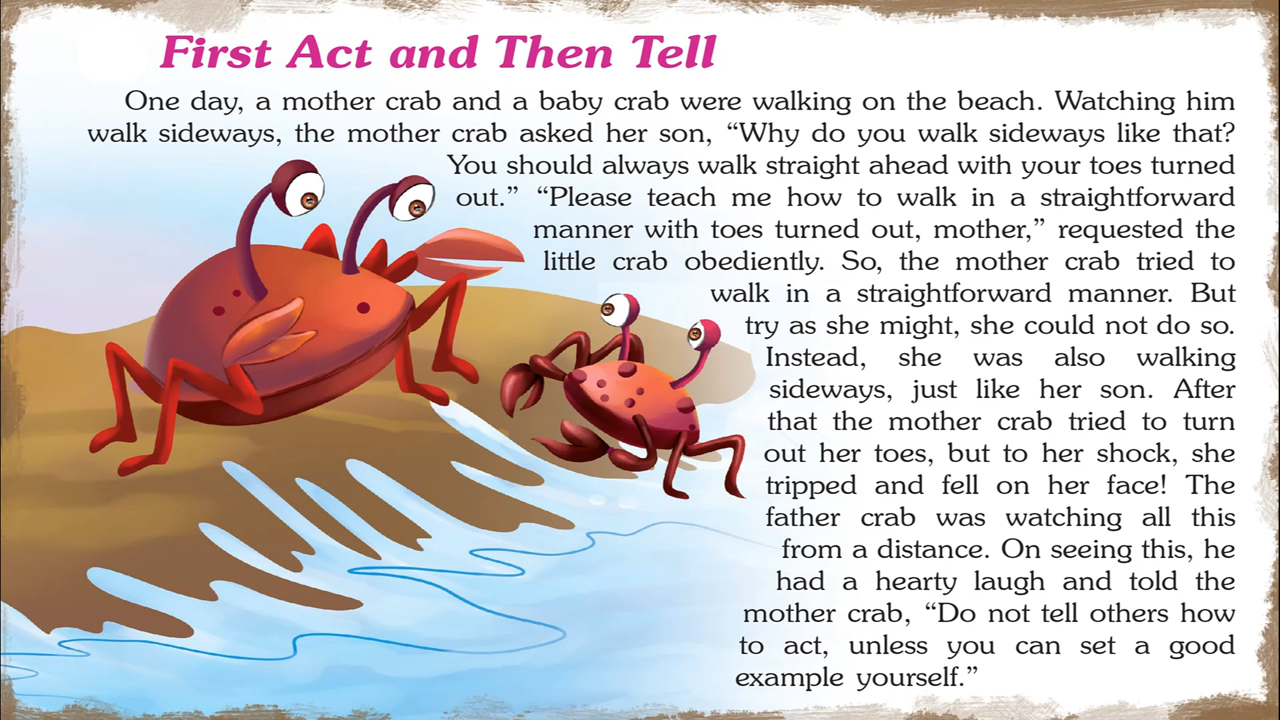 First Act and Then Tell
One day, a mother crab and a baby crab were walking on the beach. Watching him
walk sideways, the mother crab asked her son, “Why do you walk sideways like that?
You should always walk straight ahead with your toes turned
out.” “Please teach me how to walk in a straightforward
manner with toes turned out, mother,” requested the
little crab obediently. So, the mother crab tried to
walk in a straightforward manner. But
try as she might, she could not do so.
Instead, she was also walking
sideways, just like her son. After
that the mother crab tried to turn
out her toes, but to her shock, she
tripped and fell on her face! The
father crab was watching all this
from a distance. On seeing this, he
had a hearty laugh and told the
mother crab, “Do not tell others how
to act, unless you can set a good
example yourself.”